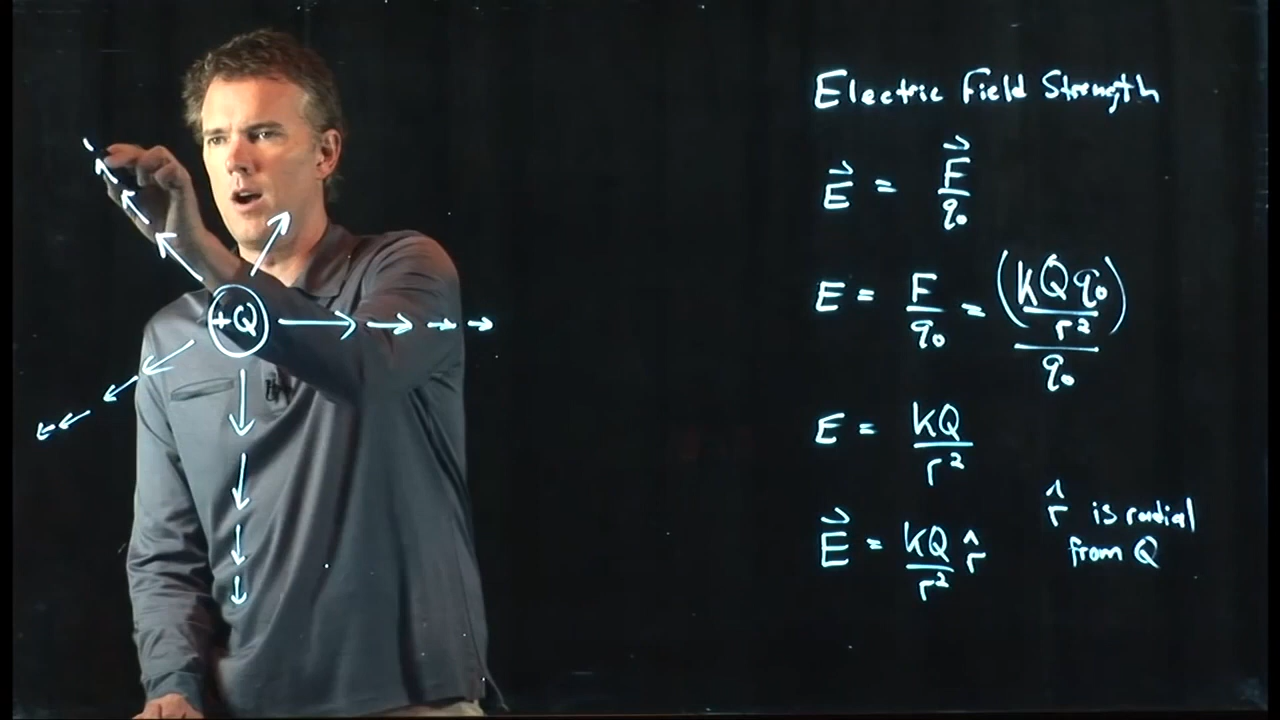 Electric Field Strength
E⃗ = F⃗/q₀
E = F/q₀ = (kQq₀/r²)/q₀
E = kQ/r²
E⃗ = kQ/r² r̂
r̂ is radial
from Q
+Q